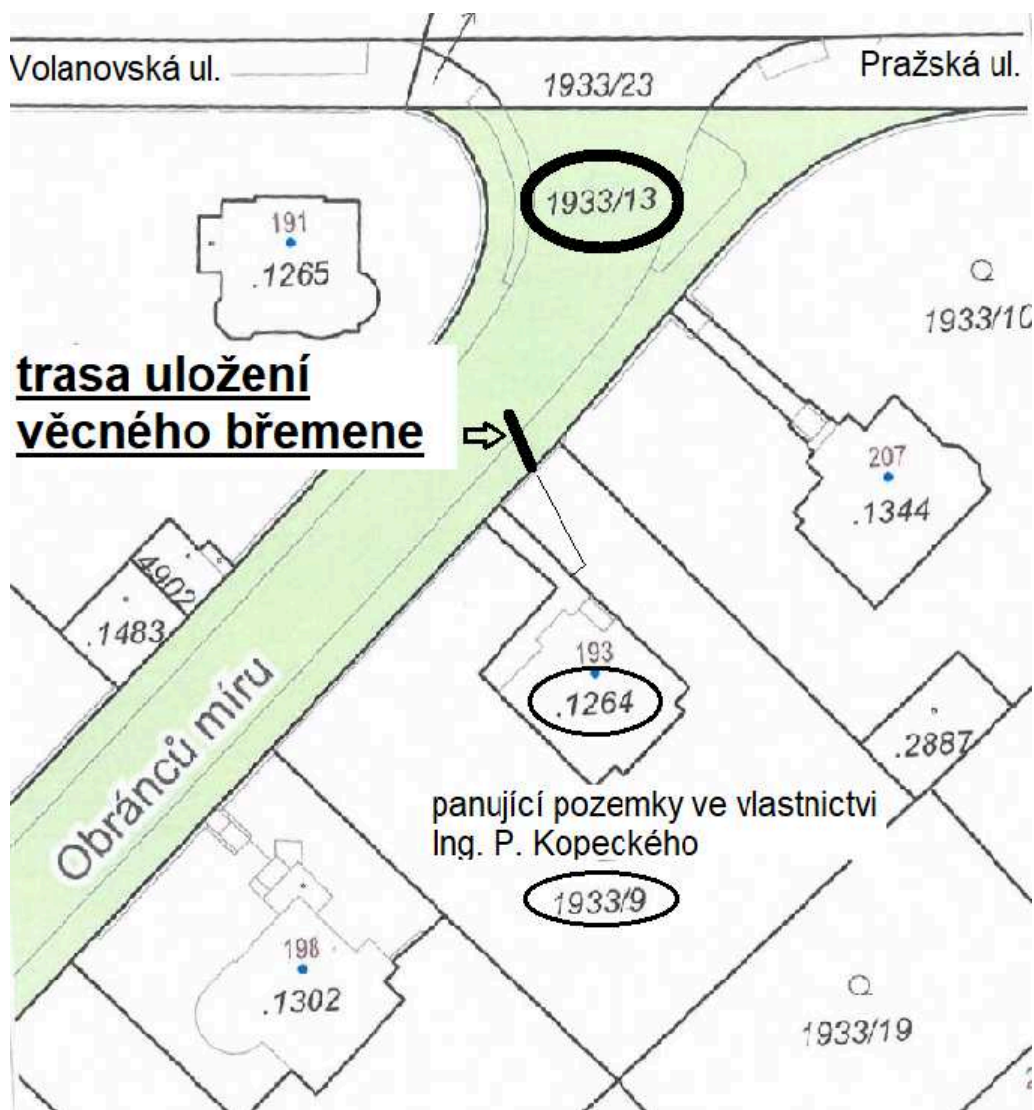 Volanovská ul.
Pražská ul.
1933/23
1933/13
191
.1265
1933/10
trasa uložení
věcného břemene
207
.1344
4902
.1483
193
.1264
.2887
Obránců míru
panující pozemky ve vlastnictvi
Ing. P. Kopeckého
1933/9
198
.1302
1933/19